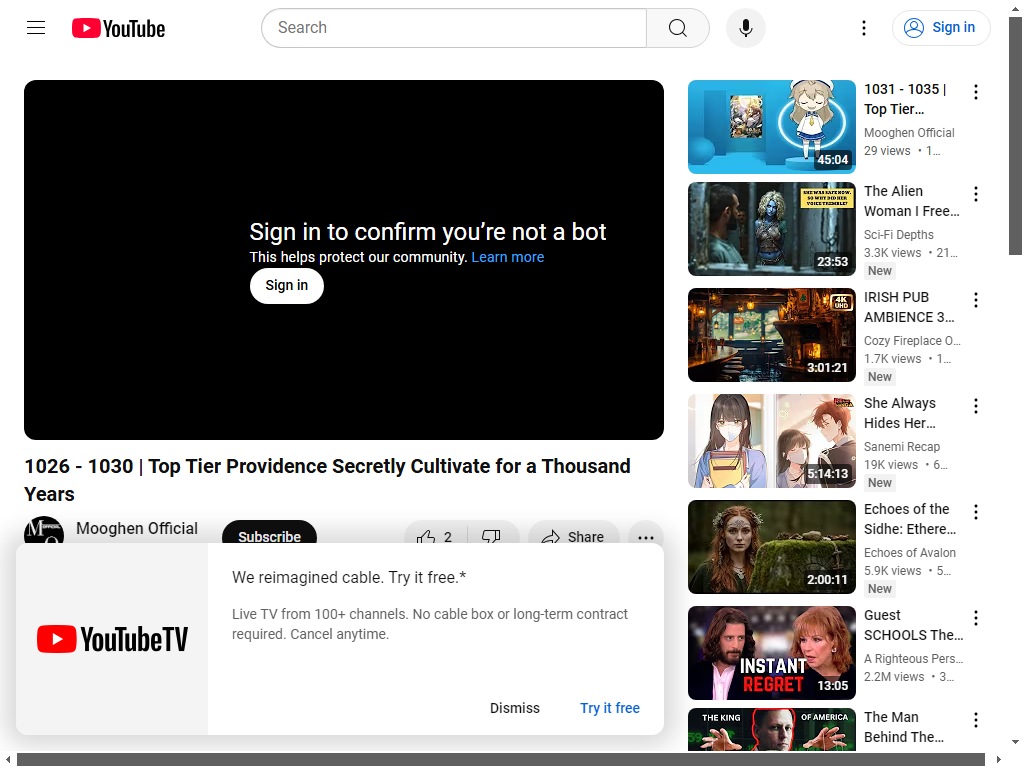 YouTube
Search
Sign in
Sign in to confirm you’re not a bot
This helps protect our community. Learn more
Sign in
1026 - 1030 | Top Tier Providence Secretly Cultivate for a Thousand
Years
Mooghen Official
Subscribe
2
Share
We reimagined cable. Try it free.*
Live TV from 100+ channels. No cable box or long-term contract
required. Cancel anytime.
YouTubeTV
Dismiss
Try it free
45:04
1031 - 1035 |
Top Tier…
Mooghen Official
29 views • 1…
SHE WAS SAFE NOW.
SO WHY DID HER
VOICE TREMBLE?
23:53
The Alien
Woman I Free…
Sci-Fi Depths
3.3K views • 21…
New
4K
UHD
3:01:21
IRISH PUB
AMBIENCE 3…
Cozy Fireplace O…
1.7K views • 1…
New
5:14:13
She Always
Hides Her…
Sanemi Recap
19K views • 6…
New
2:00:11
Echoes of the
Sidhe: Ethere…
Echoes of Avalon
5.9K views • 5…
New
INSTANT
REGRET
13:05
Guest
SCHOOLS The…
A Righteous Pers…
2.2M views • 3…
THE KING
OF AMERICA
The Man
Behind The…